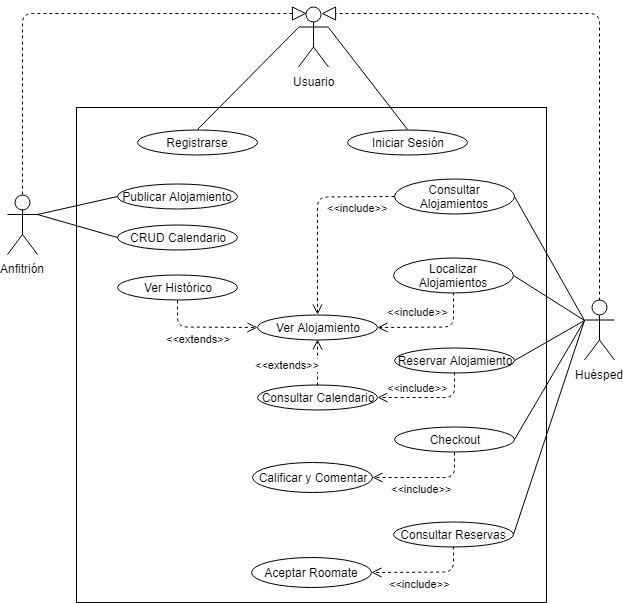 Usuario
Registrarse
Iniciar Sesión
Publicar Alojamiento
Consultar
Alojamientos
<<include>>
CRUD Calendario
Anfitrión
Localizar
Alojamientos
Ver Histórico
<<include>>
Ver Alojamiento
<<extends>>
Reservar Alojamiento
<<extends>>
Huésped
<<include>>
Consultar Calendario
Checkout
Calificar y Comentar
<<include>>
Consultar Reservas
Aceptar Roomate
<<include>>